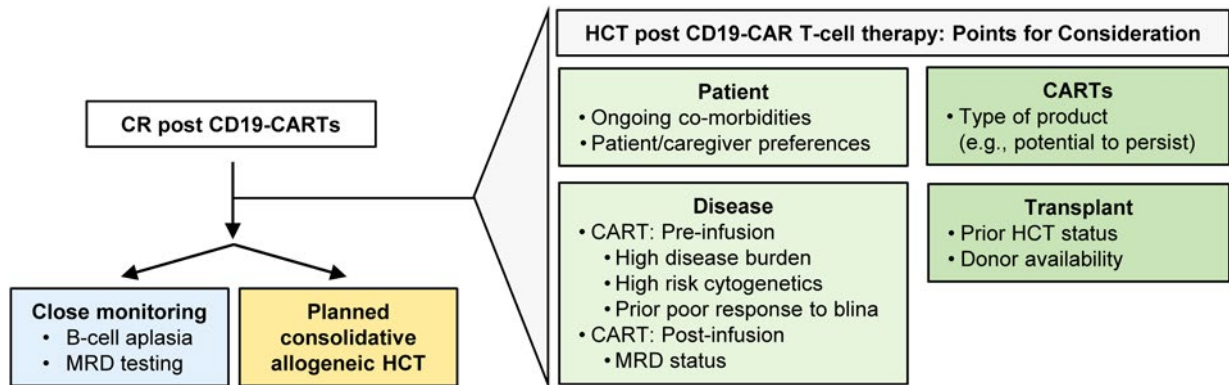 HCT post CD19-CAR T-cell therapy: Points for Consideration
CR post CD19-CARTs
Close monitoring
• B-cell aplasia
• MRD testing
Planned
consolidative
allogeneic HCT
Patient
• Ongoing co-morbidities
• Patient/caregiver preferences
CARTs
• Type of product
(e.g., potential to persist)
Disease
• CART: Pre-infusion
• High disease burden
• High risk cytogenetics
• Prior poor response to blina
• CART: Post-infusion
• MRD status
Transplant
• Prior HCT status
• Donor availability